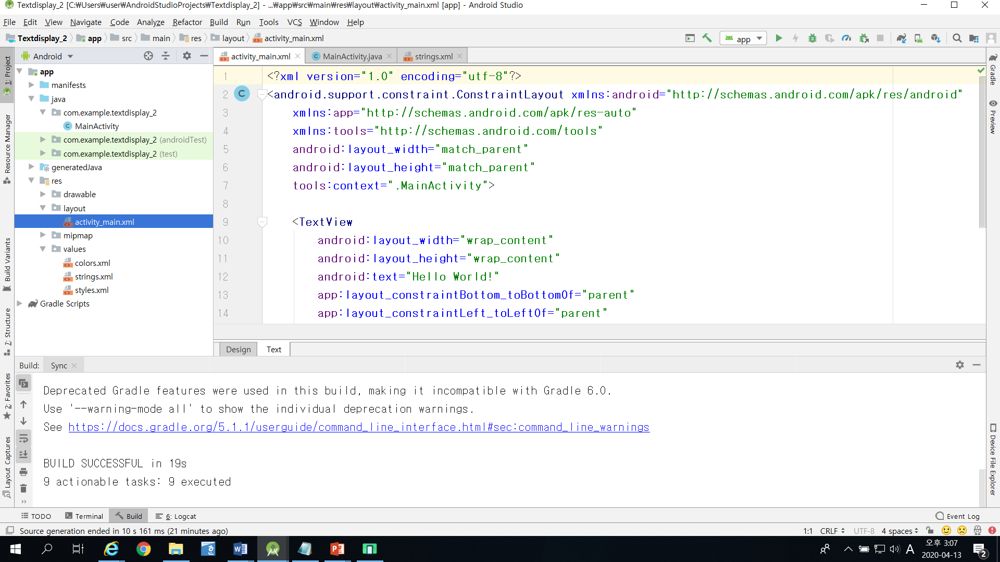 Textdisplay_2 [C:₩Users₩user₩AndroidStudioProjects₩Textdisplay_2] - ...₩app₩src₩main₩res₩layout₩activity_main.xml [app] - Android Studio
File Edit View Navigate Code Analyze Refactor Build Run Tools VCS Window Help
Textdisplay_2 app src main res layout activity_main.xml
app
Android
activity_main.xml MainActivity.java strings.xml
1: Project
Resource Manager
Build Variants
7: Structure
2: Favorites
Layout Captures
app
manifests
java
com.example.textdisplay_2
MainActivity
com.example.textdisplay_2 (androidTest)
com.example.textdisplay_2 (test)
generatedJava
res
drawable
layout
activity_main.xml
mipmap
values
colors.xml
strings.xml
styles.xml
Gradle Scripts
1 <?xml version="1.0" encoding="utf-8"?>
2 C <android.support.constraint.ConstraintLayout xmlns:android="http://schemas.android.com/apk/res/android"
3 xmlns:app="http://schemas.android.com/apk/res-auto"
4 xmlns:tools="http://schemas.android.com/tools"
5 android:layout_width="match_parent"
6 android:layout_height="match_parent"
7 tools:context=".MainActivity">
8
9 <TextView
10 android:layout_width="wrap_content"
11 android:layout_height="wrap_content"
12 android:text="Hello World!"
13 app:layout_constraintBottom_toBottomOf="parent"
14 app:layout_constraintLeft_toLeftOf="parent"
Design Text
Gradle
Preview
Device File Explorer
Build: Sync
Deprecated Gradle features were used in this build, making it incompatible with Gradle 6.0.
Use '--warning-mode all' to show the individual deprecation warnings.
See https://docs.gradle.org/5.1.1/userguide/command_line_interface.html#sec:command_line_warnings
BUILD SUCCESSFUL in 19s
9 actionable tasks: 9 executed
TODO Terminal Build 6: Logcat Event Log
Source generation ended in 10 s 161 ms (21 minutes ago) 1:1 CRLF UTF-8 4 spaces
A 오후 3:07
2020-04-13
2